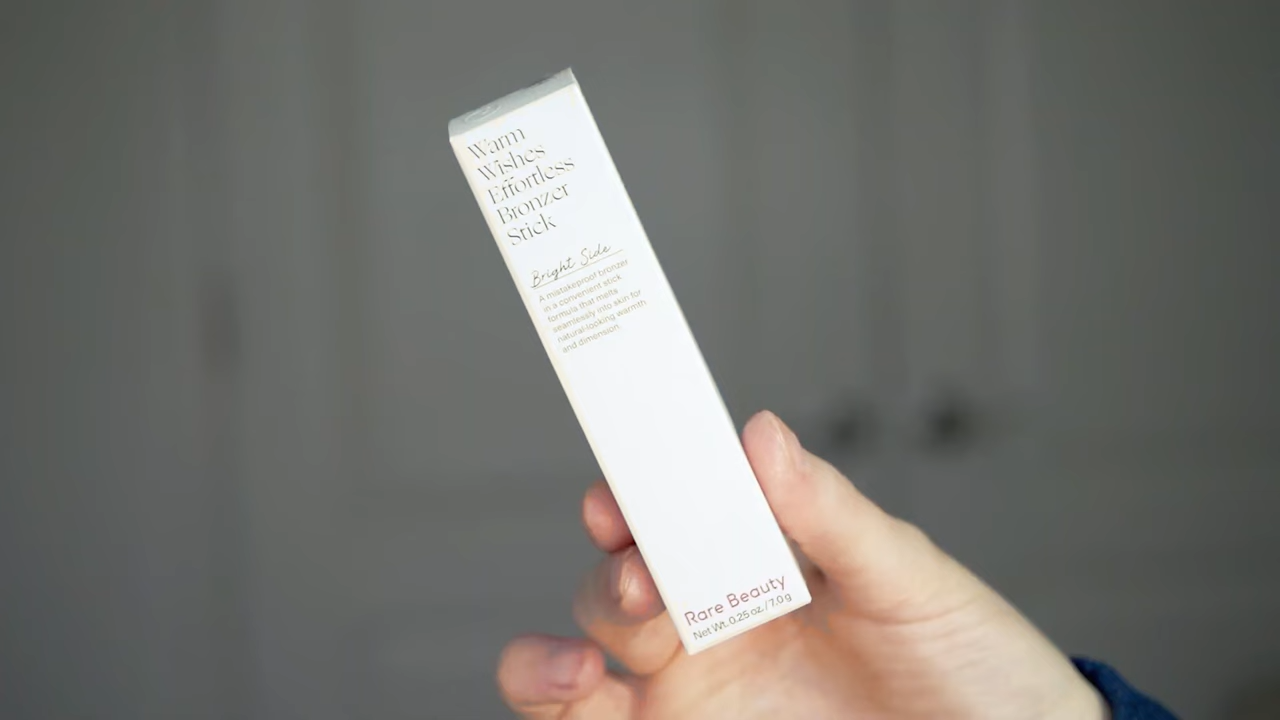 Warm
Wishes
Effortless
Bronzer
Stick
Bright Side
A mistakeproof bronzer
in a convenient stick
formula that melts
seamlessly into skin for
natural-looking warmth
and dimension
Rare Beauty
Net Wt. 0.25 oz / 7.0 g